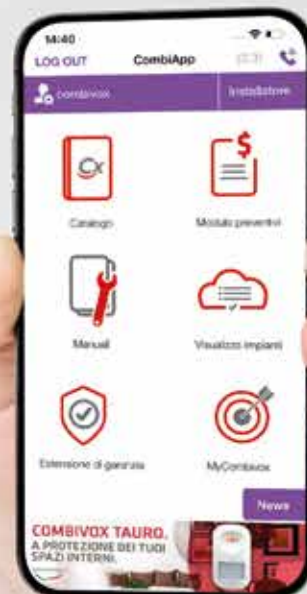 14:40
LOG OUT CombiApp
combivox Installatore
Cx $
Catalogo Modulo preventivi
Manuali Visualizza impianti
Estensione di garanzia MyCombivox
News
COMBIVOX TAURO.
A PROTEZIONE DEI TUOI
SPAZI INTERNI.